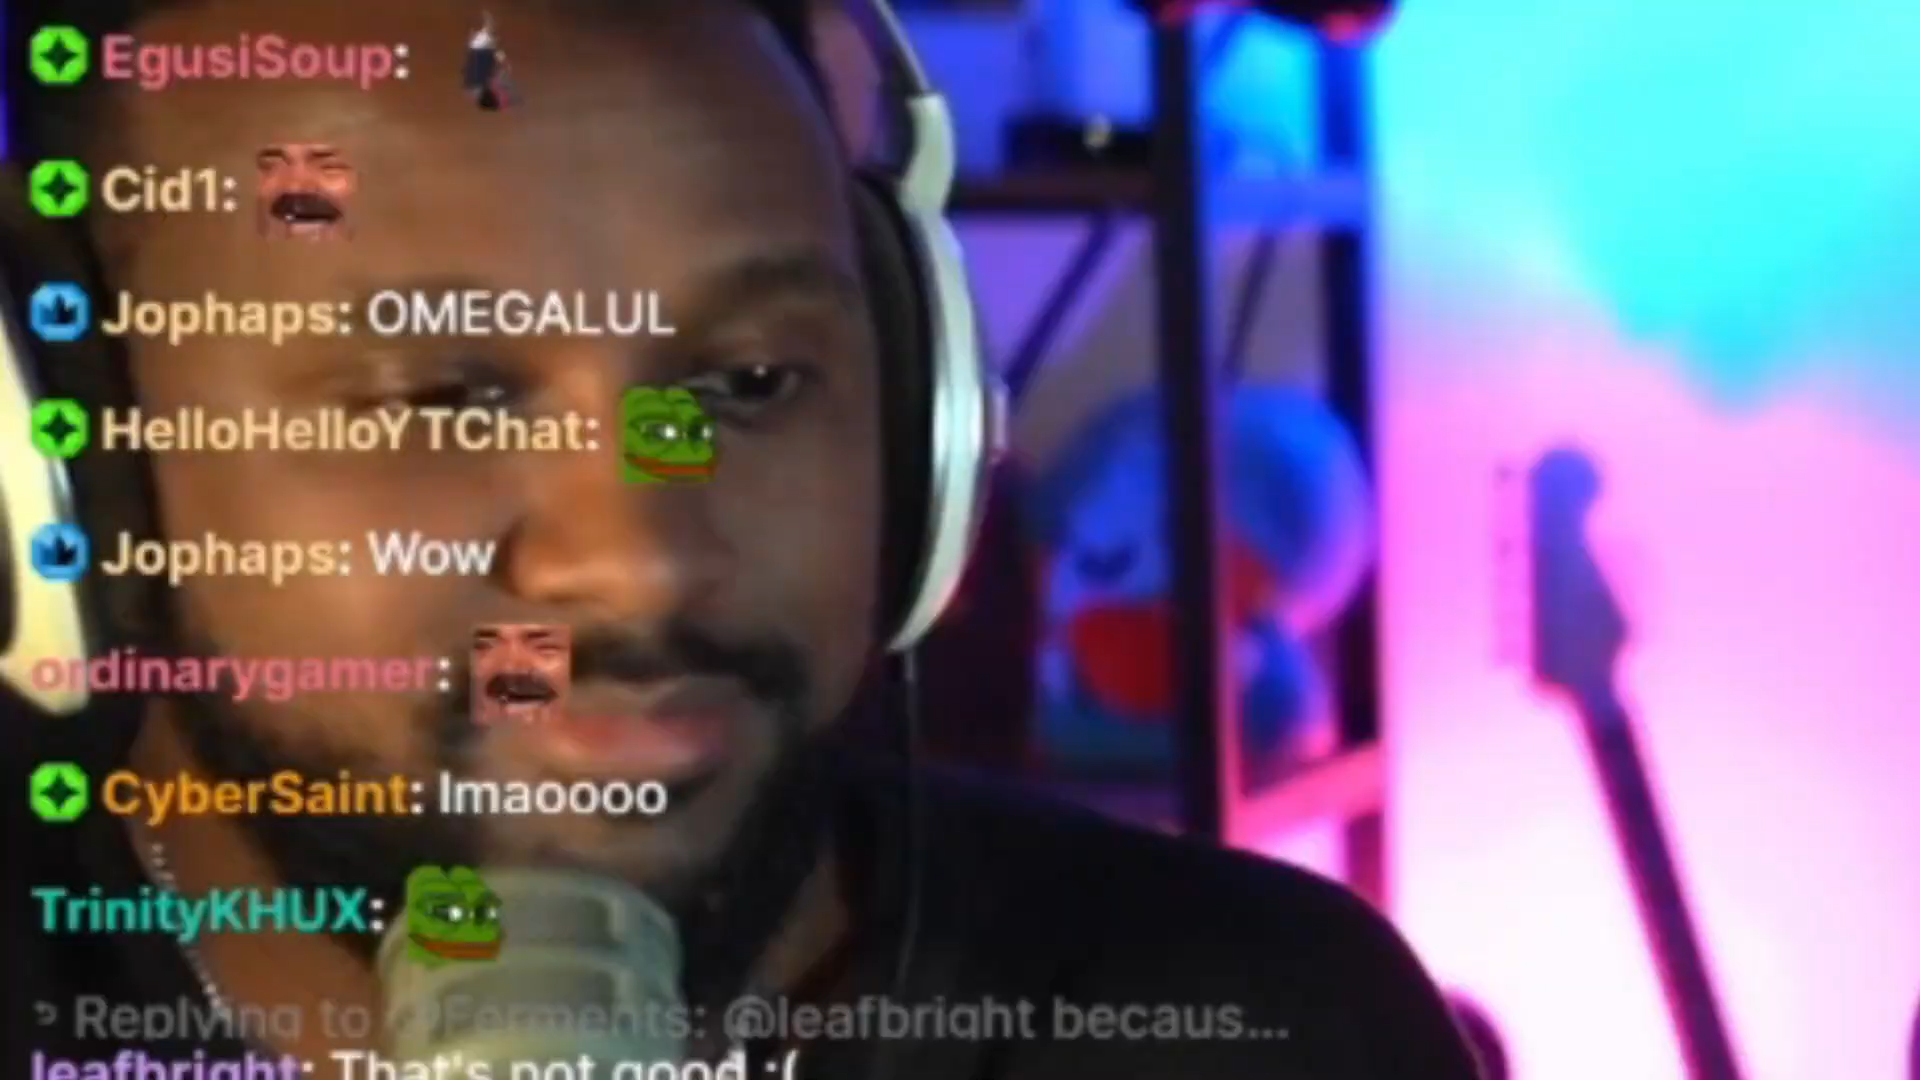 EgusiSoup:
Cid1:
Jophaps: OMEGALUL
HelloHelloYTChat:
Jophaps: Wow
ordinarygamer:
CyberSaint: lmaoooo
TrinityKHUX:
Replying to @Ferments: @leafbright becaus...
leafbright: That's not good :(